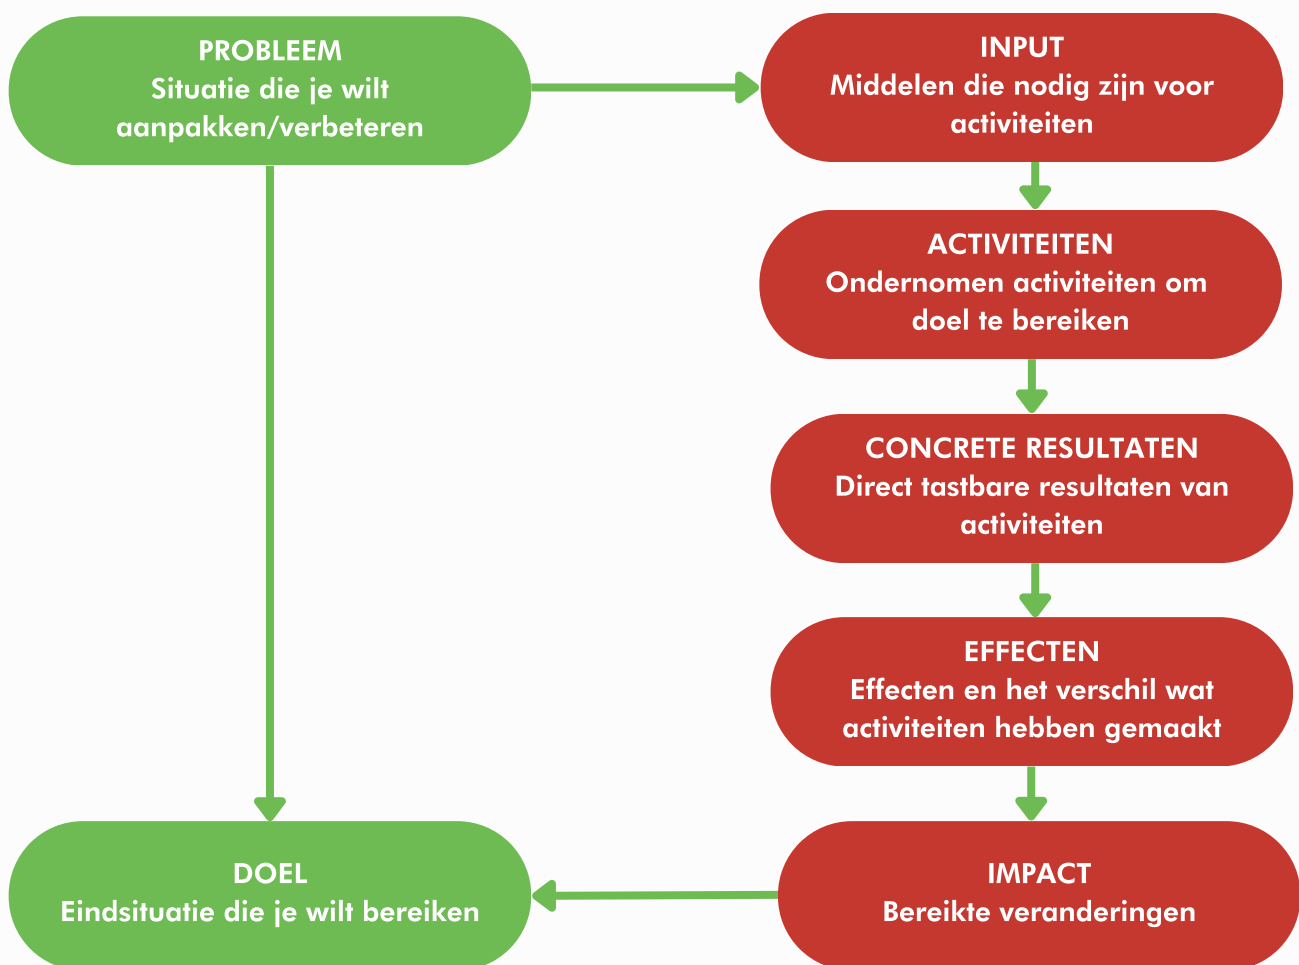 PROBLEEM
Situatie die je wilt
aanpakken/verbeteren
INPUT
Middelen die nodig zijn voor
activiteiten
ACTIVITEITEN
Ondernomen activiteiten om
doel te bereiken
CONCRETE RESULTATEN
Direct tastbare resultaten van
activiteiten
EFFECTEN
Effecten en het verschil wat
activiteiten hebben gemaakt
IMPACT
Bereikte veranderingen
DOEL
Eindsituatie die je wilt bereiken